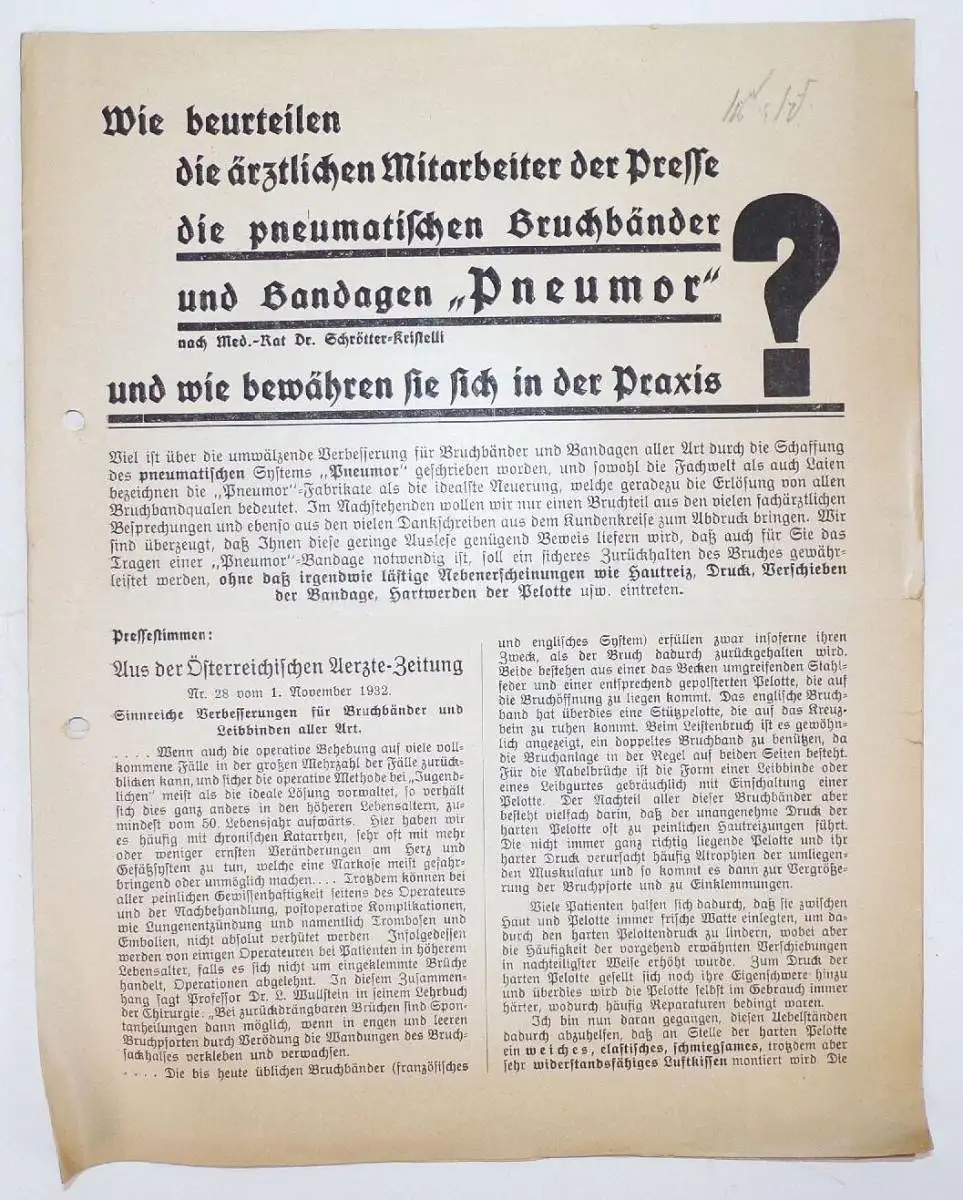 Wie beurteilen
die ärztlichen Mitarbeiter der Presse
die pneumatischen Bruchbänder
und Bandagen „Pneumor“
?
nach Med.-Rat Dr. Schrötter-Kristelli
und wie bewähren sie sich in der Praxis
Viel ist über die umwälzende Verbesserung für Bruchbänder und Bandagen aller Art durch die Schaffung
des pneumatischen Systems „Pneumor“ geschrieben worden, und sowohl die Fachwelt als auch Laien
bezeichnen die „Pneumor“-Fabrikate als die idealste Neuerung, welche geradezu die Erlösung von allen
Bruchbandqualen bedeutet. Im Nachstehenden wollen wir nur einen Bruchteil aus den vielen fachärztlichen
Besprechungen und ebenso aus den vielen Dankschreiben aus dem Kundenkreise zum Abdruck bringen. Wir
sind überzeugt, daß Ihnen diese geringe Auslese genügend Beweis liefern wird, daß auch für Sie das
Tragen einer „Pneumor“-Bandage notwendig ist, soll ein sicheres Zurückhalten des Bruches gewähr-
leistet werden, ohne daß irgendwie lästige Nebenerscheinungen wie Hautreiz, Druck, Verschieben
der Bandage, Hartwerden der Pelotte usw. eintreten.
Pressestimmen:
Aus der Österreichischen Aerzte-Zeitung
Nr. 28 vom 1. November 1932.
Sinnreiche Verbesserungen für Bruchbänder und
Leibbinden aller Art.
. . . . Wenn auch die operative Behebung auf viele voll-
kommene Fälle in der großen Mehrzahl der Fälle zurück-
blicken kann, und sicher die operative Methode bei „Jugend-
lichen“ meist als die ideale Lösung vorwaltet, so verhält
sich dies ganz anders in den höheren Lebensaltern, zu-
mindest vom 50. Lebensjahr aufwärts. Hier haben wir
es häufig mit chronischen Katarrhen, sehr oft mit mehr
oder weniger ernsten Veränderungen am Herz und
Gefäßsystem zu tun, welche eine Narkose meist gefahr-
bringend oder unmöglich machen.... Trotzdem können bei
aller peinlichen Gewissenhaftigkeit seitens des Operateurs
und der Nachbehandlung, postoperative Komplikationen,
wie Lungenentzündung und namentlich Trombosen und
Embolien, nicht absolut verhütet werden Infolgedessen
werden von einigen Operateuren bei Patienten in höherem
Lebensalter, falls es sich nicht um eingeklemmte Brüche
handelt, Operationen abgelehnt. In diesem Zusammen-
hang sagt Professor Dr. L. Wullstein in seinem Lehrbuch
der Chirurgie: „Bei zurückdrängbaren Brüchen sind Spon-
tanheilungen dann möglich, wenn in engen und leeren
Bruchpforten durch Verödung die Wandungen des Bruch-
sackhalses verkleben und verwachsen.
. . . . Die bis heute üblichen Bruchbänder (französisches
und englisches System) erfüllen zwar insoferne ihren
Zweck, als der Bruch dadurch zurückgehalten wird.
Beide bestehen aus einer das Becken umgreifenden Stahl-
feder und einer entsprechend gepolsterten Pelotte, die auf
die Bruchöffnung zu liegen kommt. Das englische Bruch-
band hat überdies eine Stützpelotte, die auf das Kreuz-
bein zu ruhen kommt. Beim Leistenbruch ist es gewöhn-
lich angezeigt, ein doppeltes Bruchband zu benützen, da
die Bruchanlage in der Regel auf beiden Seiten besteht.
Für die Nabelbrüche ist die Form einer Leibbinde oder
eines Leibgurtes gebräuchlich mit Einschaltung einer
Pelotte. Der Nachteil aller dieser Bruchbänder aber
besteht vielfach darin, daß der unangenehme Druck der
harten Pelotte oft zu peinlichen Hautreizungen führt.
Die nicht immer ganz richtig liegende Pelotte und ihr
harter Druck verursacht häufig Atrophien der umliegen-
den Muskulatur und so kommt es dann zur Vergröße-
rung der Bruchpforte und zu Einklemmungen.
Viele Patienten halfen sich dadurch, daß sie zwischen
Haut und Pelotte immer frische Watte einlegten, um da-
durch den harten Pelottendruck zu lindern, wobei aber
die Häufigkeit der vorgehend erwähnten Verschiebungen
in nachteiligster Weise erhöht wurde. Zum Druck der
harten Pelotte gesellt sich noch ihre Eigenschwere hinzu
und überdies wird die Pelotte selbst im Gebrauch immer
härter, wodurch häufig Reparaturen bedingt waren.
Ich bin nun daran gegangen, diesen Uebelständen
dadurch abzuhelfen, daß an Stelle der harten Pelotte
ein weiches, elastisches, schmiegsames, trotzdem aber
sehr widerstandsfähiges Luftkissen montiert wird Die